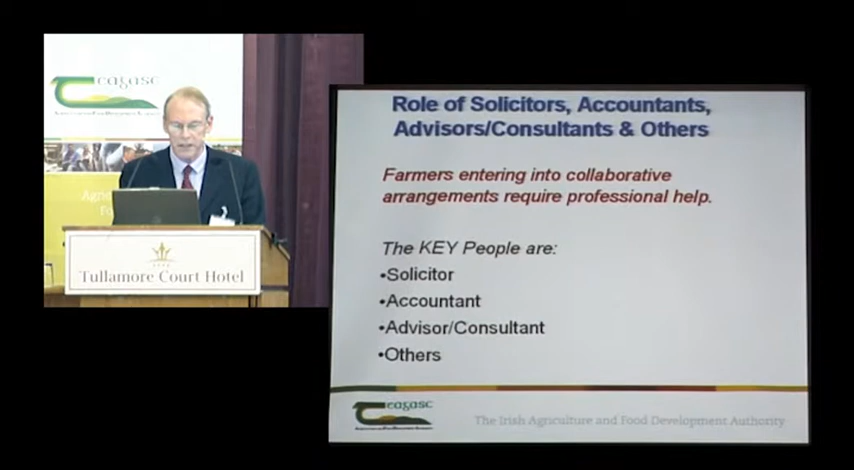 teagasc
Tullamore Court Hotel
Role of Solicitors, Accountants,
Advisors/Consultants & Others
Farmers entering into collaborative
arrangements require professional help.
The KEY People are:
•Solicitor
•Accountant
•Advisor/Consultant
•Others
teagasc
The Irish Agriculture and Food Development Authority